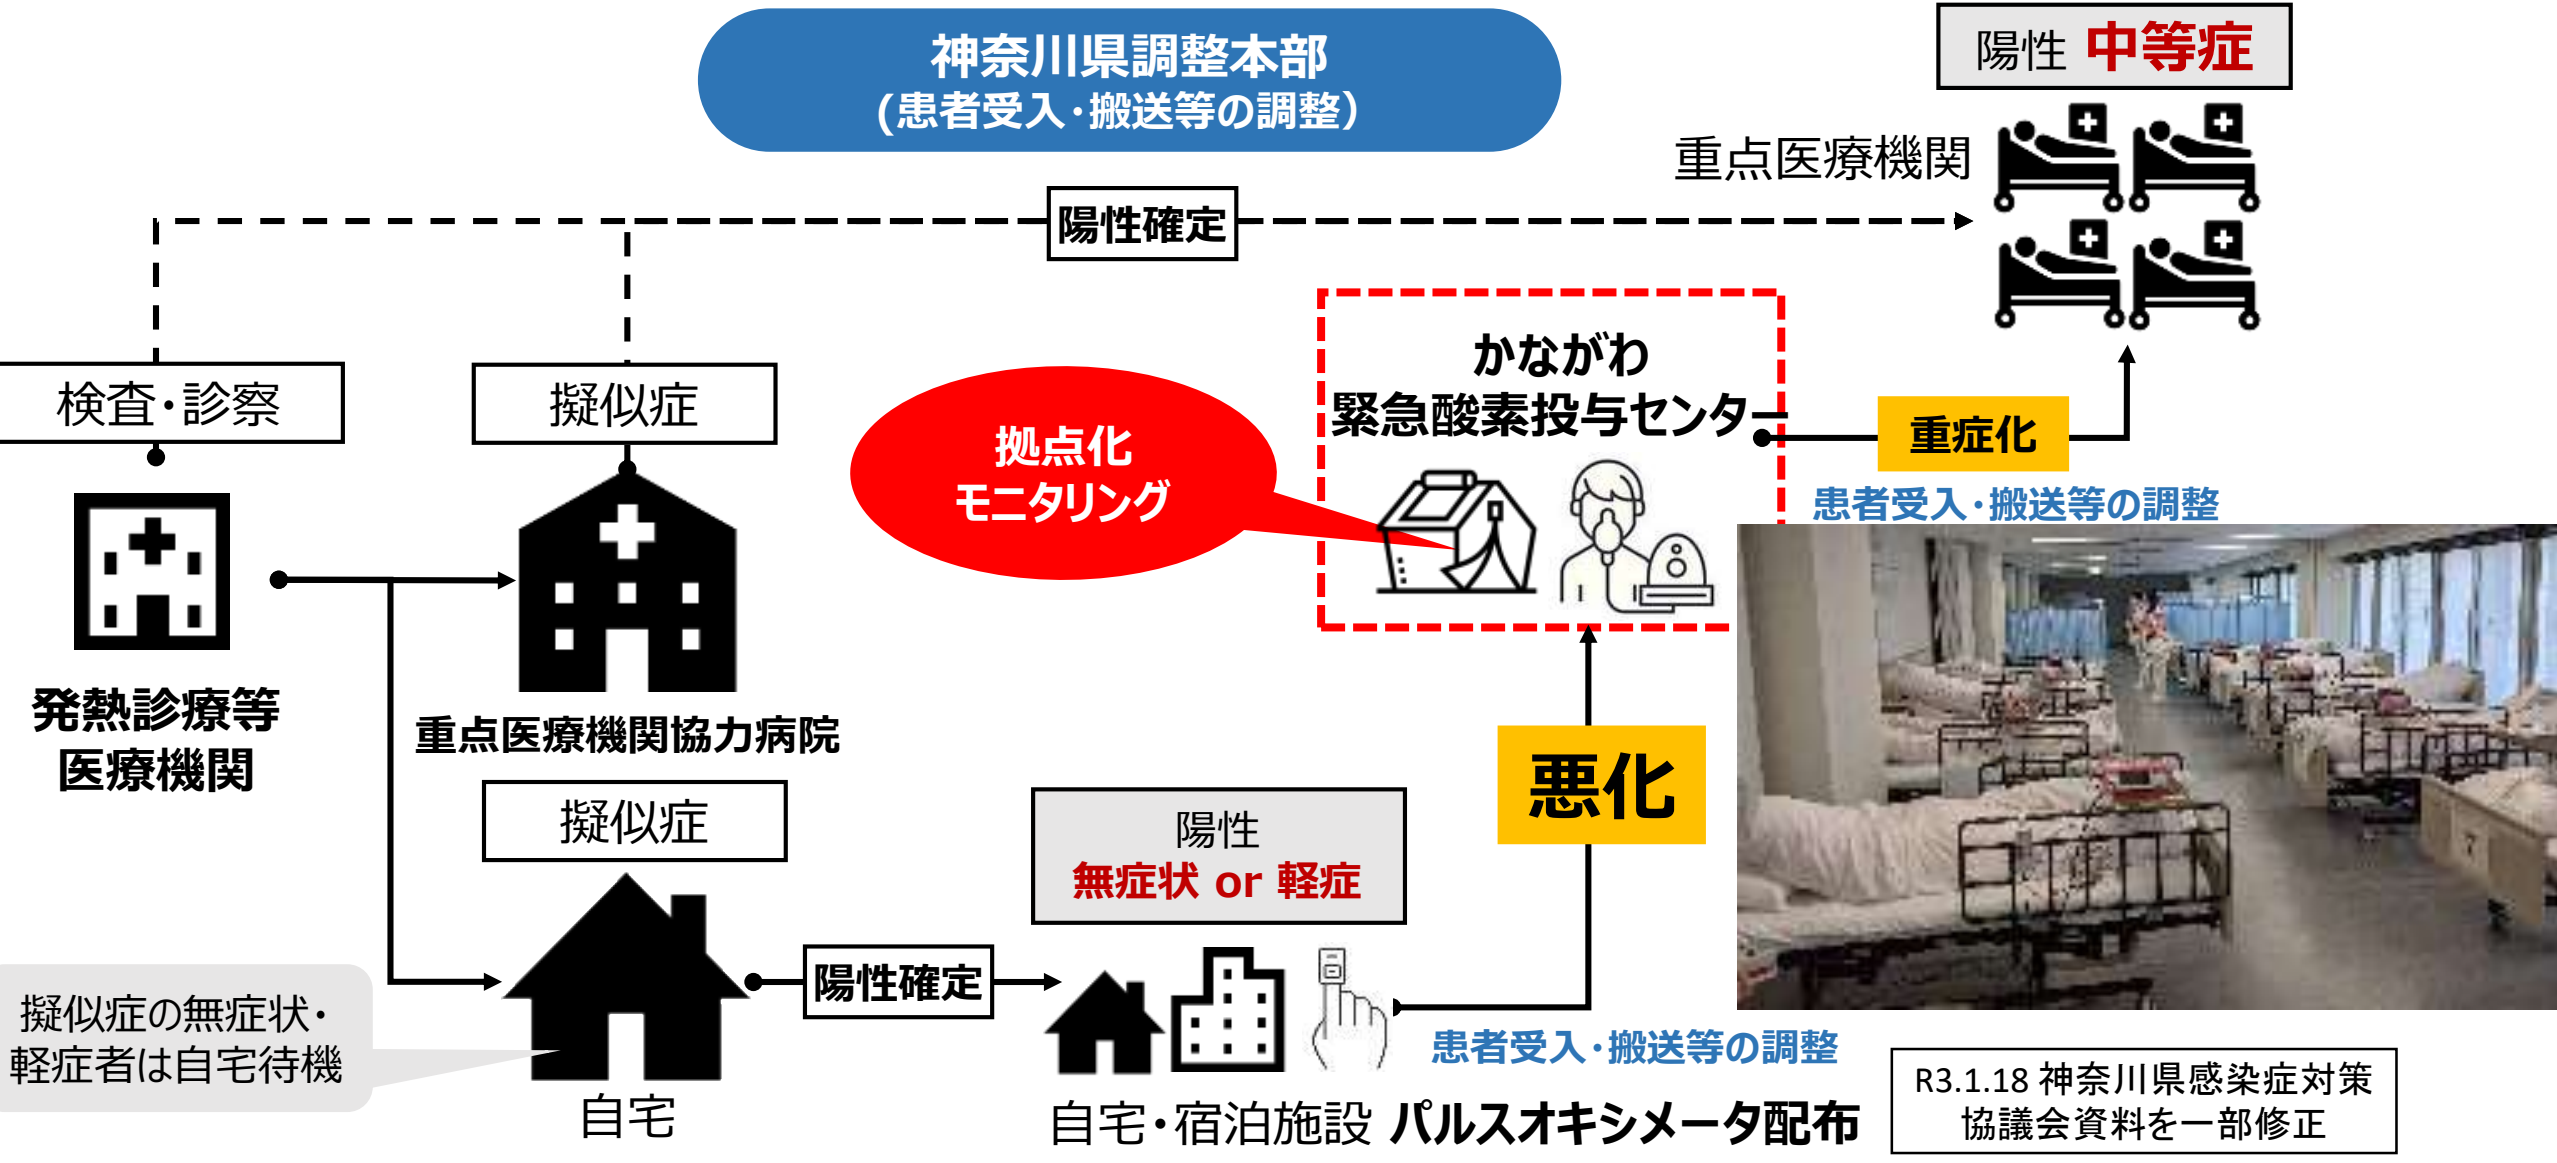 神奈川県調整本部
(患者受入・搬送等の調整）
陽性 中等症
重点医療機関
陽性確定
検査・診察
擬似症
かながわ
緊急酸素投与センター
拠点化
モニタリング
重症化
患者受入・搬送等の調整
発熱診療等
医療機関
重点医療機関協力病院
擬似症
悪化
陽性
無症状 or 軽症
陽性確定
擬似症の無症状・
軽症者は自宅待機
自宅
患者受入・搬送等の調整
自宅・宿泊施設 パルスオキシメータ配布
R3.1.18 神奈川県感染症対策
協議会資料を一部修正